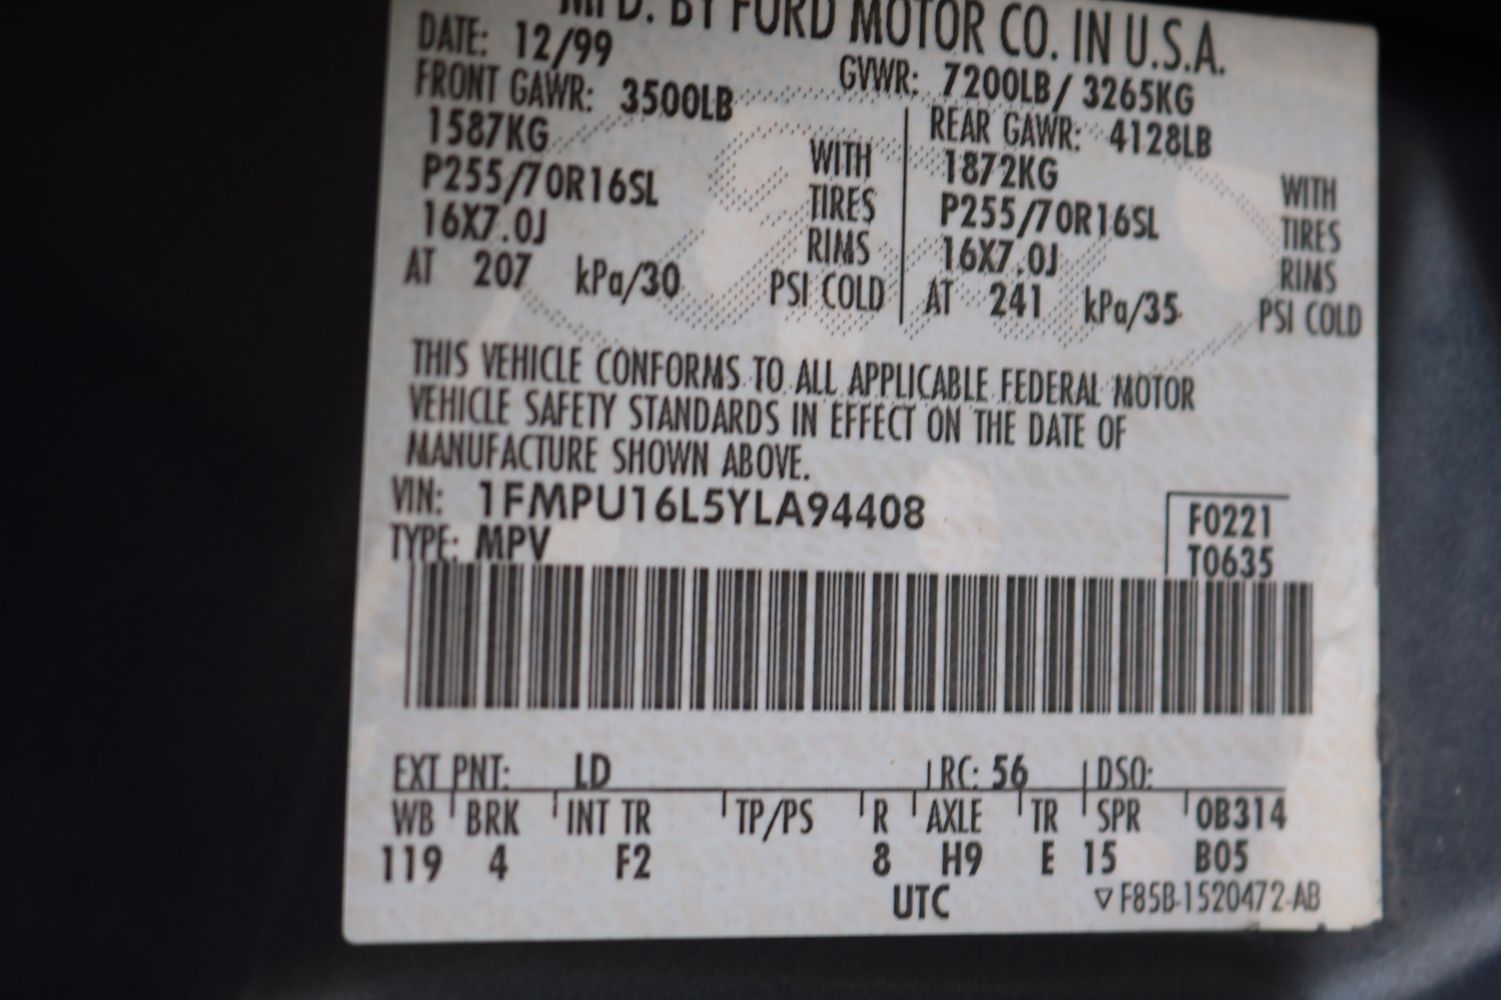 MFD. BY FORD MOTOR CO. IN U.S.A.
DATE: 12/99
GVWR: 7200LB/ 3265KG
FRONT GAWR: 3500LB
1587KG WITH
P255/70R16SL TIRES
16X7.0J RIMS
AT 207 kPa/30 PSI COLD
REAR GAWR: 4128LB
1872KG WITH
P255/70R16SL TIRES
16X7.0J RIMS
AT 241 kPa/35 PSI COLD
THIS VEHICLE CONFORMS TO ALL APPLICABLE FEDERAL MOTOR
VEHICLE SAFETY STANDARDS IN EFFECT ON THE DATE OF
MANUFACTURE SHOWN ABOVE.
VIN: 1FMPU16L5YLA94408
TYPE: MPV
F0221
T0635
EXT PNT: LD RC: 56 DSO:
WB BRK INT TR TP/PS R AXLE TR SPR 0B314
119 4 F2 8 H9 E 15 B05
UTC ▽ F85B-1520472-AB